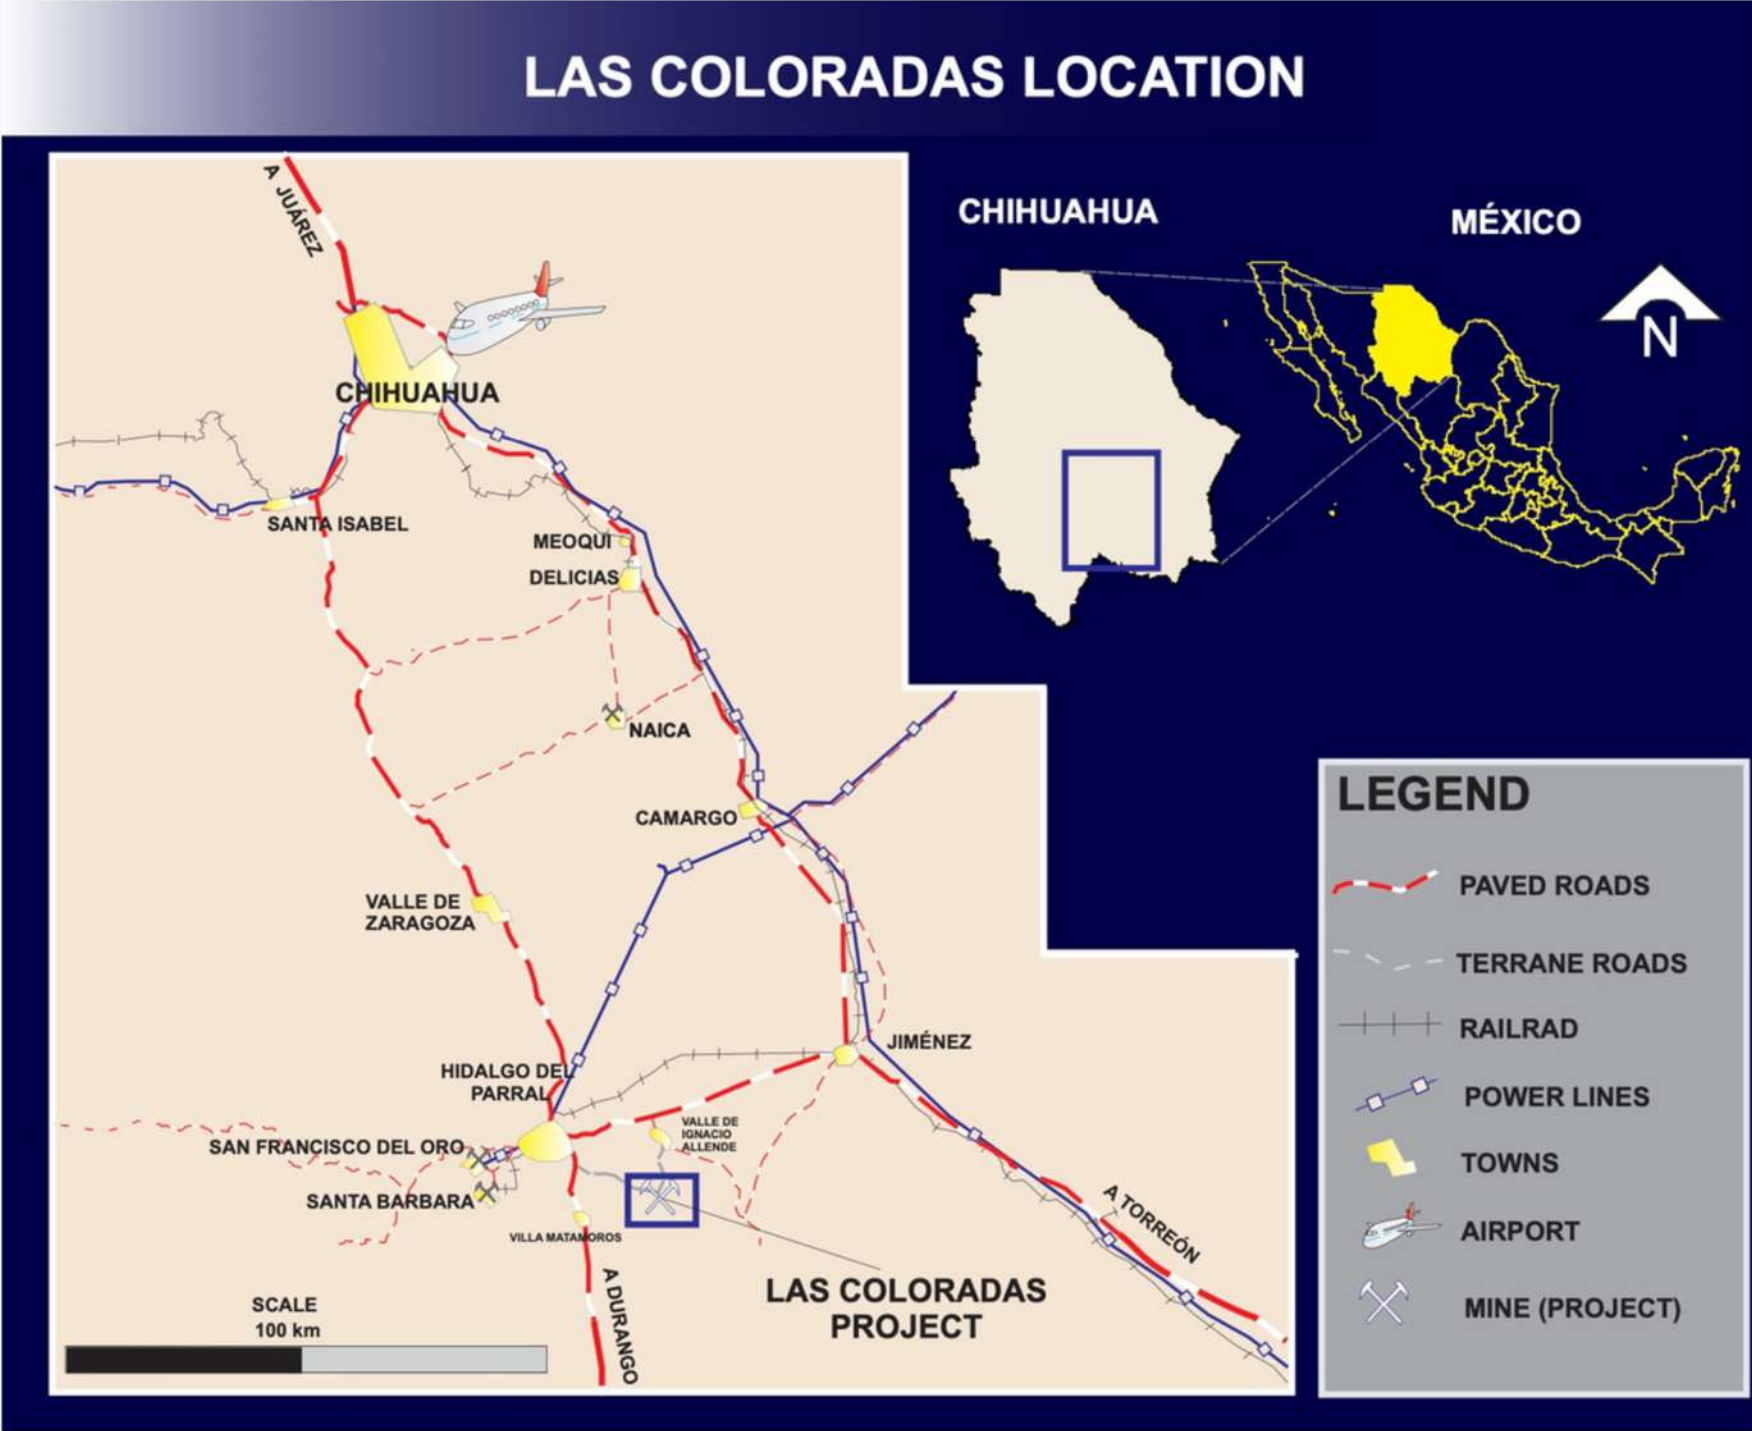 LAS COLORADAS LOCATION
A JUÁREZ
CHIHUAHUA
SANTA ISABEL
MEOQUI
DELICIAS
NAICA
CAMARGO
VALLE DE
ZARAGOZA
JIMÉNEZ
HIDALGO DEL
PARRAL
VALLE DE
IGNACIO
ALLENDE
SAN FRANCISCO DEL ORO
SANTA BARBARA
VILLA MATAMOROS
A TORREÓN
A DURANGO
LAS COLORADAS
PROJECT
SCALE
100 km
CHIHUAHUA
MÉXICO
N
LEGEND
PAVED ROADS
TERRANE ROADS
RAILRAD
POWER LINES
TOWNS
AIRPORT
MINE (PROJECT)